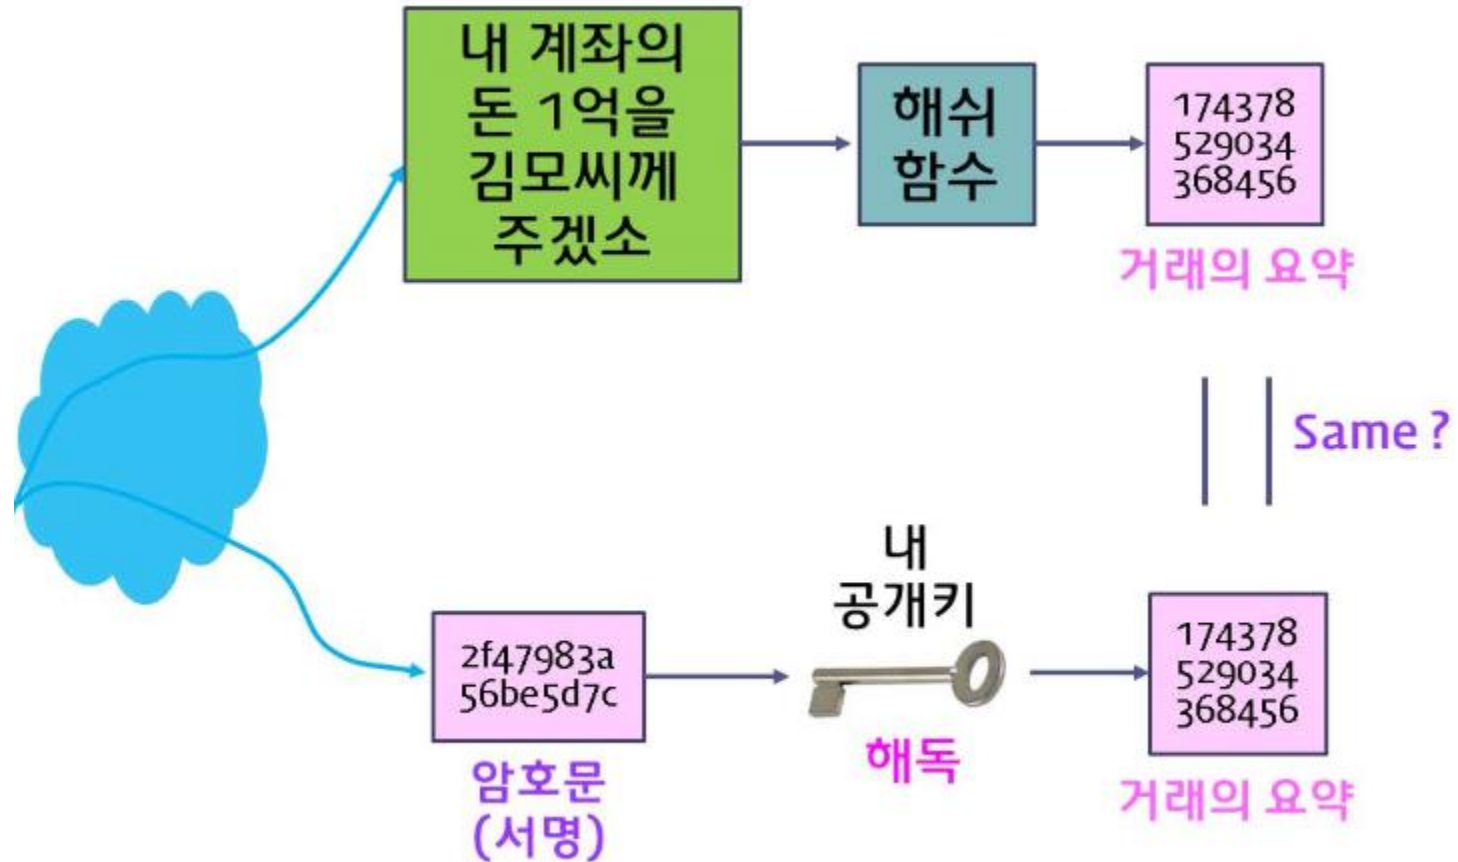 내 계좌의
돈 1억을
김모씨께
주겠소
해쉬
함수
174378
529034
368456
거래의 요약
Same ?
2f47983a
56be5d7c
암호문
(서명)
내
공개키
해독
174378
529034
368456
거래의 요약